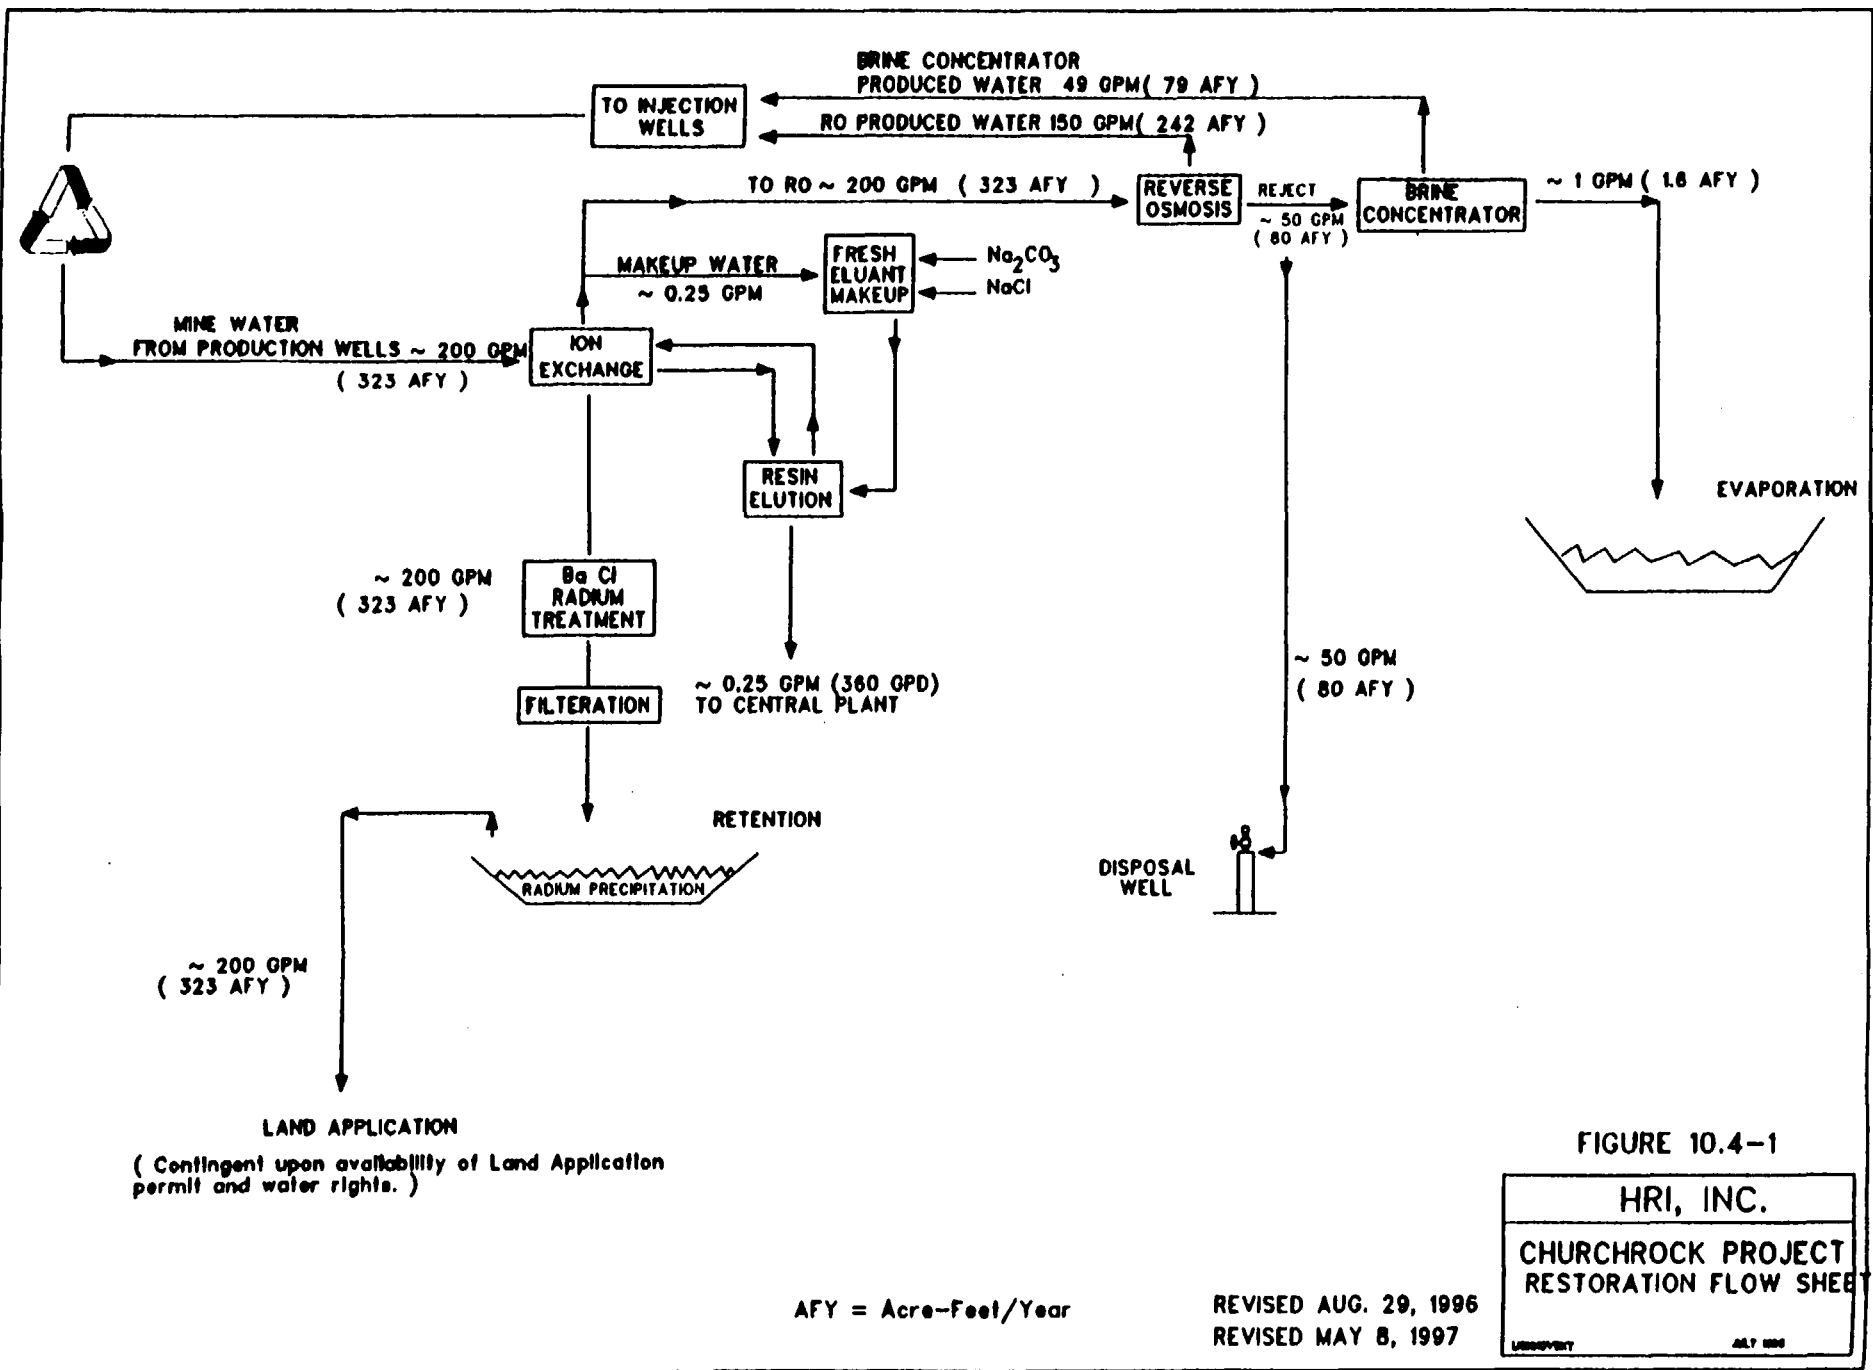 BRINE CONCENTRATOR
PRODUCED WATER 49 GPM( 79 AFY )
TO INJECTION
WELLS
RO PRODUCED WATER 150 GPM( 242 AFY )
TO RO ~ 200 GPM ( 323 AFY )
REVERSE
OSMOSIS
REJECT
~ 50 GPM
( 80 AFY )
BRINE
CONCENTRATOR
~ 1 GPM ( 1.6 AFY )
MAKEUP WATER
~ 0.25 GPM
FRESH
ELUANT
MAKEUP
Na2CO3
NaCl
MINE WATER
FROM PRODUCTION WELLS ~ 200 GPM
( 323 AFY )
ION
EXCHANGE
RESIN
ELUTION
EVAPORATION
~ 200 GPM
( 323 AFY )
Ba Cl
RADIUM
TREATMENT
FILTERATION
~ 0.25 GPM (360 GPD)
TO CENTRAL PLANT
~ 50 GPM
( 80 AFY )
RETENTION
RADIUM PRECIPITATION
DISPOSAL
WELL
~ 200 GPM
( 323 AFY )
LAND APPLICATION
( Contingent upon availability of Land Application
permit and water rights. )
FIGURE 10.4-1
HRI, INC.
CHURCHROCK PROJECT
RESTORATION FLOW SHEET
AFY = Acre-Feet/Year
REVISED AUG. 29, 1996
REVISED MAY 8, 1997